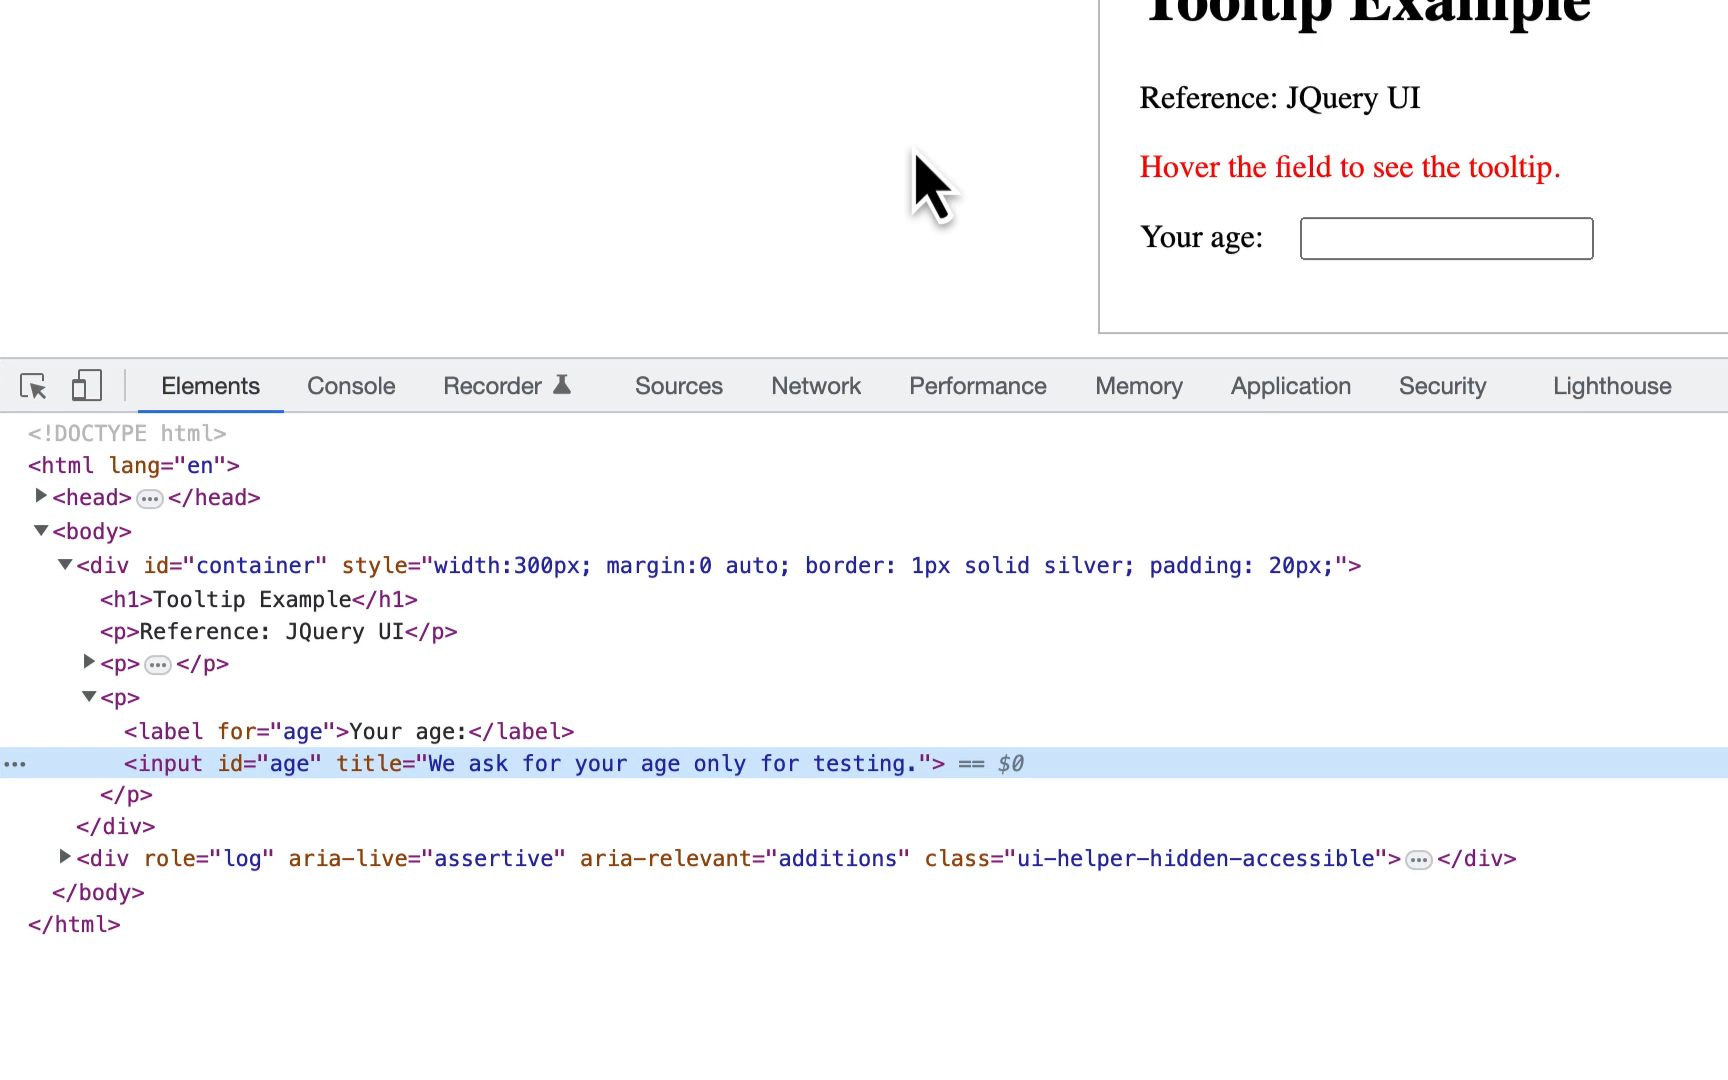 Tooltip Example
Reference: JQuery UI
Hover the field to see the tooltip.
Your age:
Elements Console Recorder Sources Network Performance Memory Application Security Lighthouse
<!DOCTYPE html>
<html lang="en">
<head> … </head>
<body>
<div id="container" style="width:300px; margin:0 auto; border: 1px solid silver; padding: 20px;">
<h1>Tooltip Example</h1>
<p>Reference: JQuery UI</p>
<p> … </p>
<p>
<label for="age">Your age:</label>
… <input id="age" title="We ask for your age only for testing."> == $0
</p>
</div>
<div role="log" aria-live="assertive" aria-relevant="additions" class="ui-helper-hidden-accessible"> … </div>
</body>
</html>